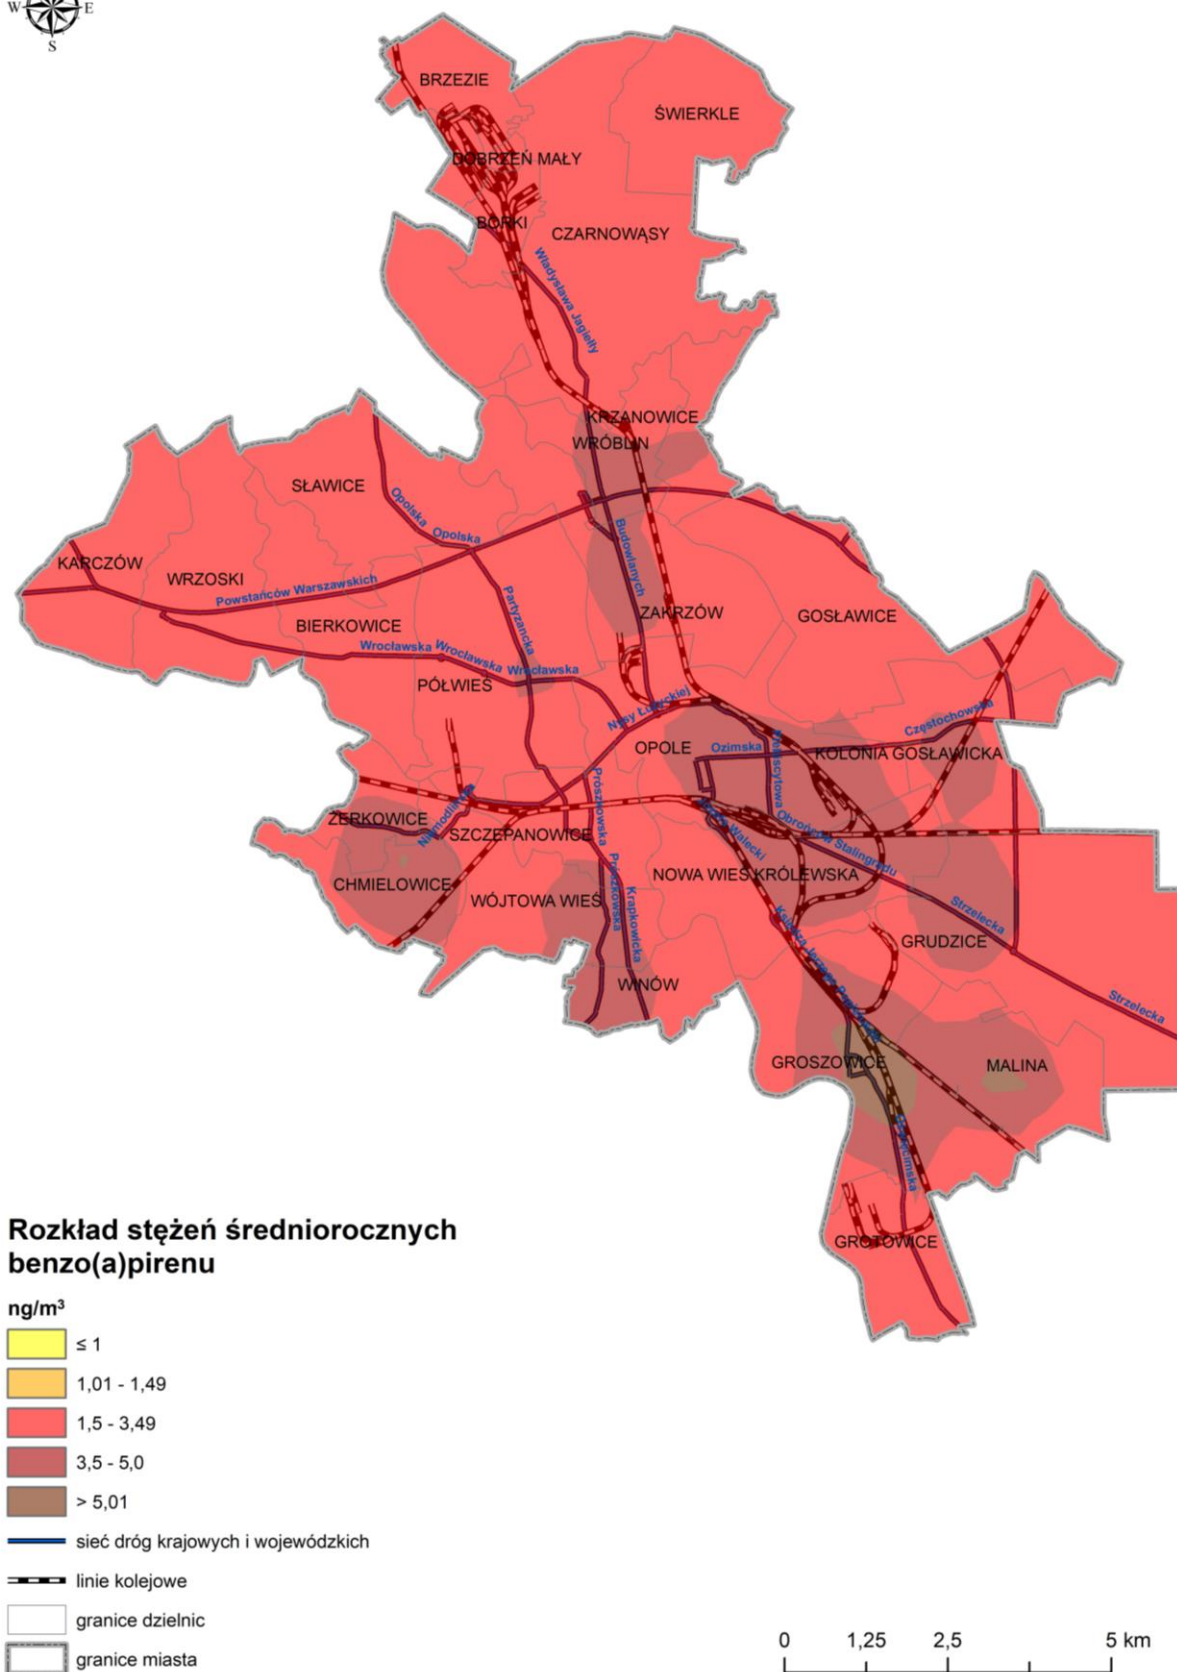 W E
S
BRZEZIE
ŚWIERKLE
DOBRZEŃ MAŁY
BORKI
CZARNOWĄSY
Władysława Jagiełły
KRZANOWICE
WRÓBLIN
SŁAWICE
Opolska
Opolska
Budowlanych
KARCZÓW
WRZOSKI
Powstańców Warszawskich
Partyzancka
ZAKRZÓW
GOSŁAWICE
BIERKOWICE
Wrocławska
Wrocławska
Wrocławska
PÓŁWIEŚ
Nysy Łużyckiej
Częstochowska
OPOLE
Ozimska
KOLONIA GOSŁAWICKA
Niemodlińska
Prószkowska
ŻERKOWICE
SZCZEPANOWICE
Obrońców Stalingradu
CHMIELOWICE
WÓJTOWA WIEŚ
Prószkowska
Krapkowicka
NOWA WIEŚ KRÓLEWSKA
Strzelecka
GRUDZICE
WINÓW
Strzelecka
GROSZOWICE
MALINA
GROTOWICE
Rozkład stężeń średniorocznych
benzo(a)pirenu
ng/m³
≤ 1
1,01 - 1,49
1,5 - 3,49
3,5 - 5,0
> 5,01
sieć dróg krajowych i wojewódzkich
linie kolejowe
granice dzielnic
granice miasta
0 1,25 2,5 5 km